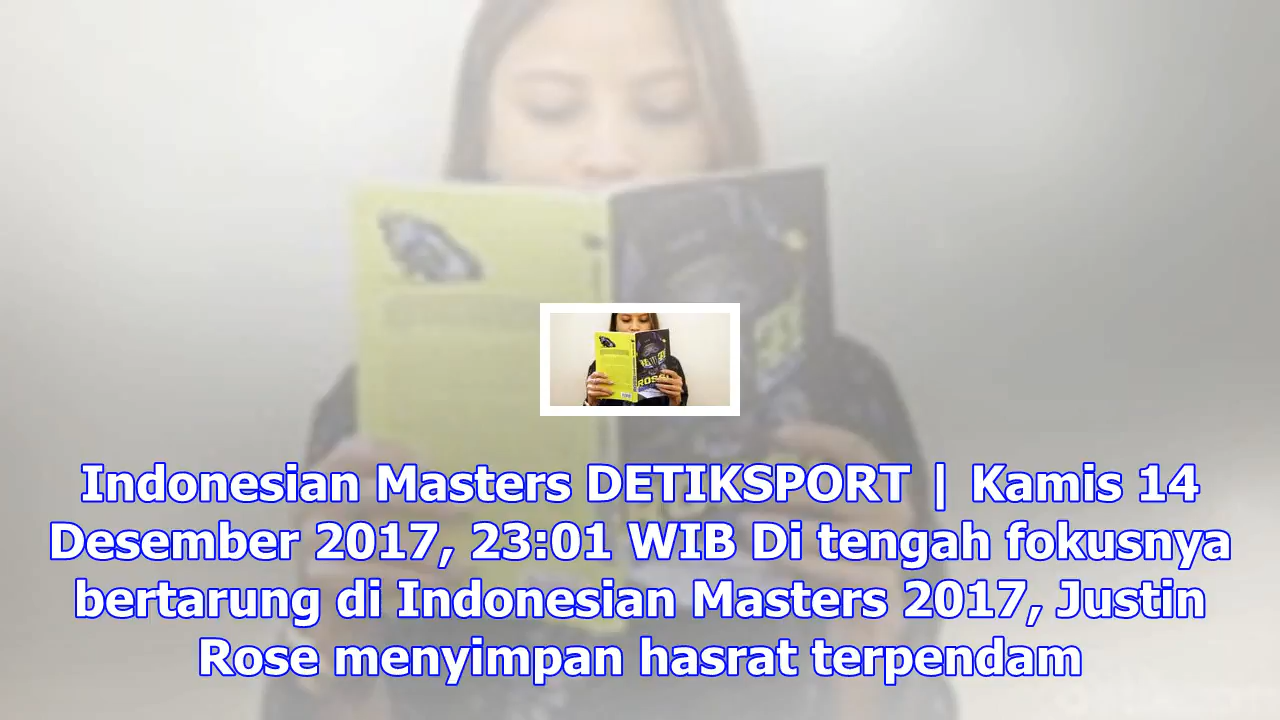 ROSSI
Indonesian Masters DETIKSPORT | Kamis 14
Desember 2017, 23:01 WIB Di tengah fokusnya
bertarung di Indonesian Masters 2017, Justin
Rose menyimpan hasrat terpendam